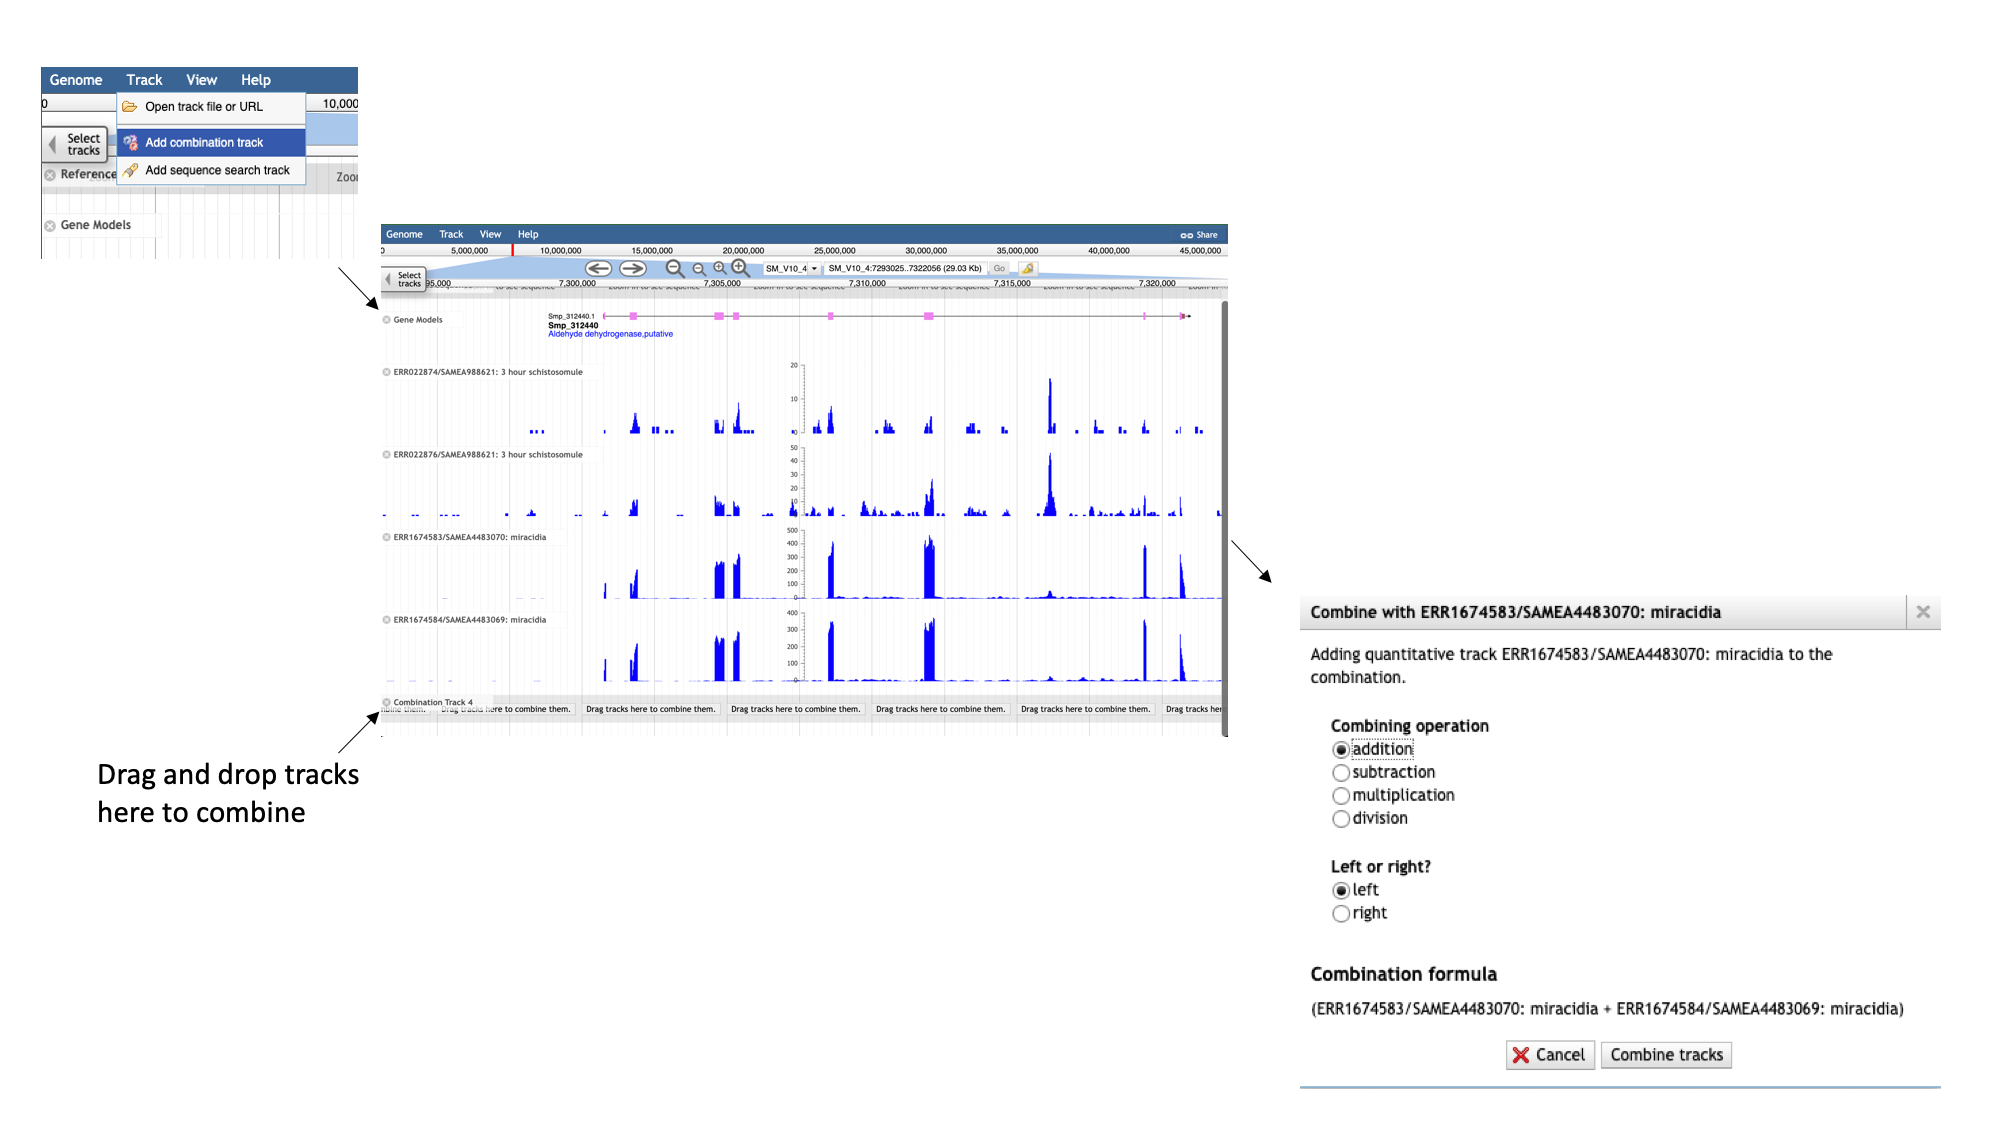 Genome Track View Help
0 10,000
Open track file or URL
Select
tracks
Add combination track
Add sequence search track
Reference
Zoo
Gene Models
Genome Track View Help Share
0 5,000,000 10,000,000 15,000,000 20,000,000 25,000,000 30,000,000 35,000,000 40,000,000 45,000,000
Select
tracks
SM_V10_4 SM_V10_4:7293025..7322056 (29.03 Kb) Go
95,000 7,300,000 7,305,000 7,310,000 7,315,000 7,320,000
Gene Models
Smp_312440.1
Smp_312440
Aldehyde dehydrogenase,putative
ERR022874/SAMEA988621: 3 hour schistosomule
20
10
0
ERR022876/SAMEA988621: 3 hour schistosomule
50
40
30
20
10
ERR1674583/SAMEA4483070: miracidia
500
400
300
200
100
0
ERR1674584/SAMEA4483069: miracidia
400
300
200
100
0
Combination Track 4
mbine them. Drag tracks here to combine them. Drag tracks here to combine them. Drag tracks here to combine them. Drag tracks here to combine them. Drag tracks here to combine them. Drag tracks her
Drag and drop tracks
here to combine
Combine with ERR1674583/SAMEA4483070: miracidia
Adding quantitative track ERR1674583/SAMEA4483070: miracidia to the
combination.
Combining operation
addition
subtraction
multiplication
division
Left or right?
left
right
Combination formula
(ERR1674583/SAMEA4483070: miracidia + ERR1674584/SAMEA4483069: miracidia)
Cancel Combine tracks